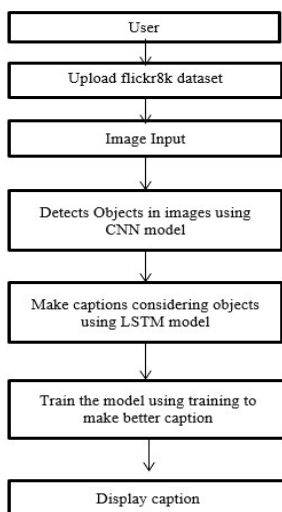 User
Upload flickr8k dataset
Image Input
Detects Objects in images using
CNN model
Make captions considering objects
using LSTM model
Train the model using training to
make better caption
Display caption